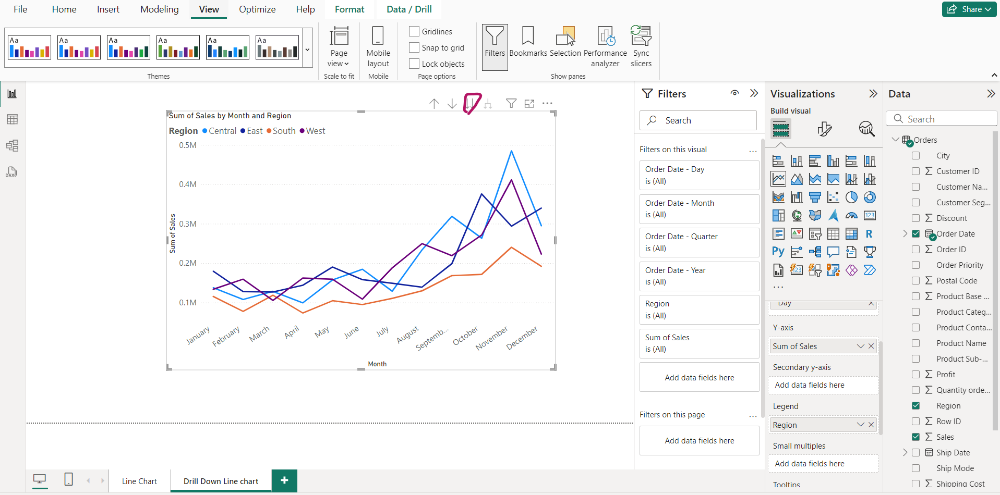 File Home Insert Modeling View Optimize Help Format Data / Drill Share
Aa Aa Aa Aa Aa Aa
Page view
Mobile layout
Gridlines
Snap to grid
Lock objects
Filters
Bookmarks
Selection
Performance analyzer
Sync slicers
Themes Scale to fit Mobile Page options Show panes
DAX
Sum of Sales by Month and Region
Region Central East South West
0.5M
0.4M
0.3M
0.2M
0.1M
Sum of Sales
January February March April May June July August Septemb... October November December
Month
Filters
Search
Filters on this visual ...
Order Date - Day
is (All)
Order Date - Month
is (All)
Order Date - Quarter
is (All)
Order Date - Year
is (All)
Region
is (All)
Sum of Sales
is (All)
Add data fields here
Filters on this page ...
Add data fields here
Visualizations
Build visual
123
R
Py
123
...
Day
Y-axis
Sum of Sales
Secondary y-axis
Add data fields here
Legend
Region
Small multiples
Add data fields here
Tooltips
Data
Search
Orders
City
Customer ID
Customer Na...
Customer Seg...
Discount
Order Date
Order ID
Order Priority
Postal Code
Product Base ...
Product Categ...
Product Conta...
Product Name
Product Sub-...
Profit
Quantity orde...
Region
Row ID
Sales
Ship Date
Ship Mode
Shipping Cost
Line Chart
Drill Down Line chart
+